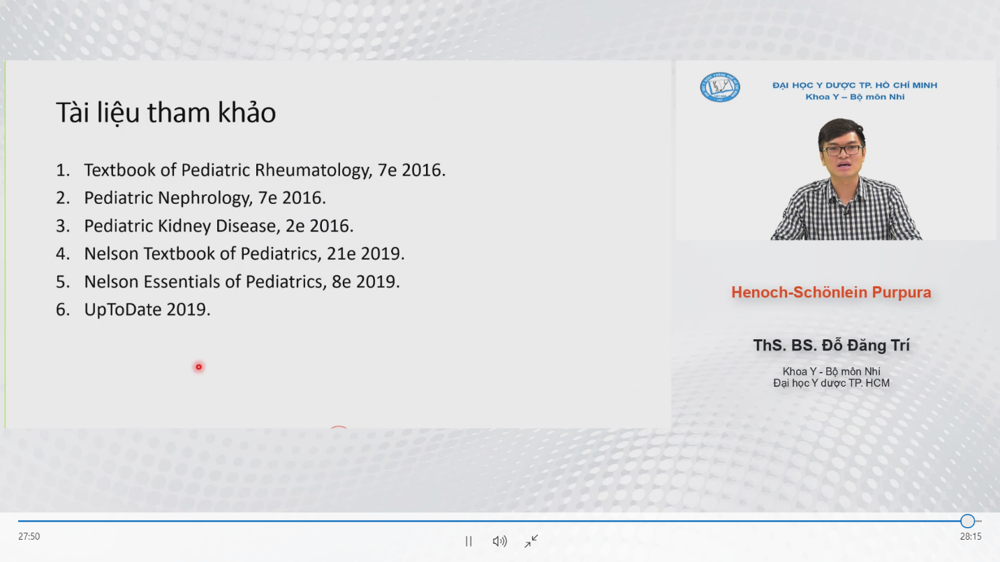 Tài liệu tham khảo
1. Textbook of Pediatric Rheumatology, 7e 2016.
2. Pediatric Nephrology, 7e 2016.
3. Pediatric Kidney Disease, 2e 2016.
4. Nelson Textbook of Pediatrics, 21e 2019.
5. Nelson Essentials of Pediatrics, 8e 2019.
6. UpToDate 2019.
ĐẠI HỌC Y DƯỢC TP. HỒ CHÍ MINH
Khoa Y – Bộ môn Nhi
Henoch-Schönlein Purpura
ThS. BS. Đỗ Đăng Trí
Khoa Y - Bộ môn Nhi
Đại học Y dược TP. HCM
27:50
28:15